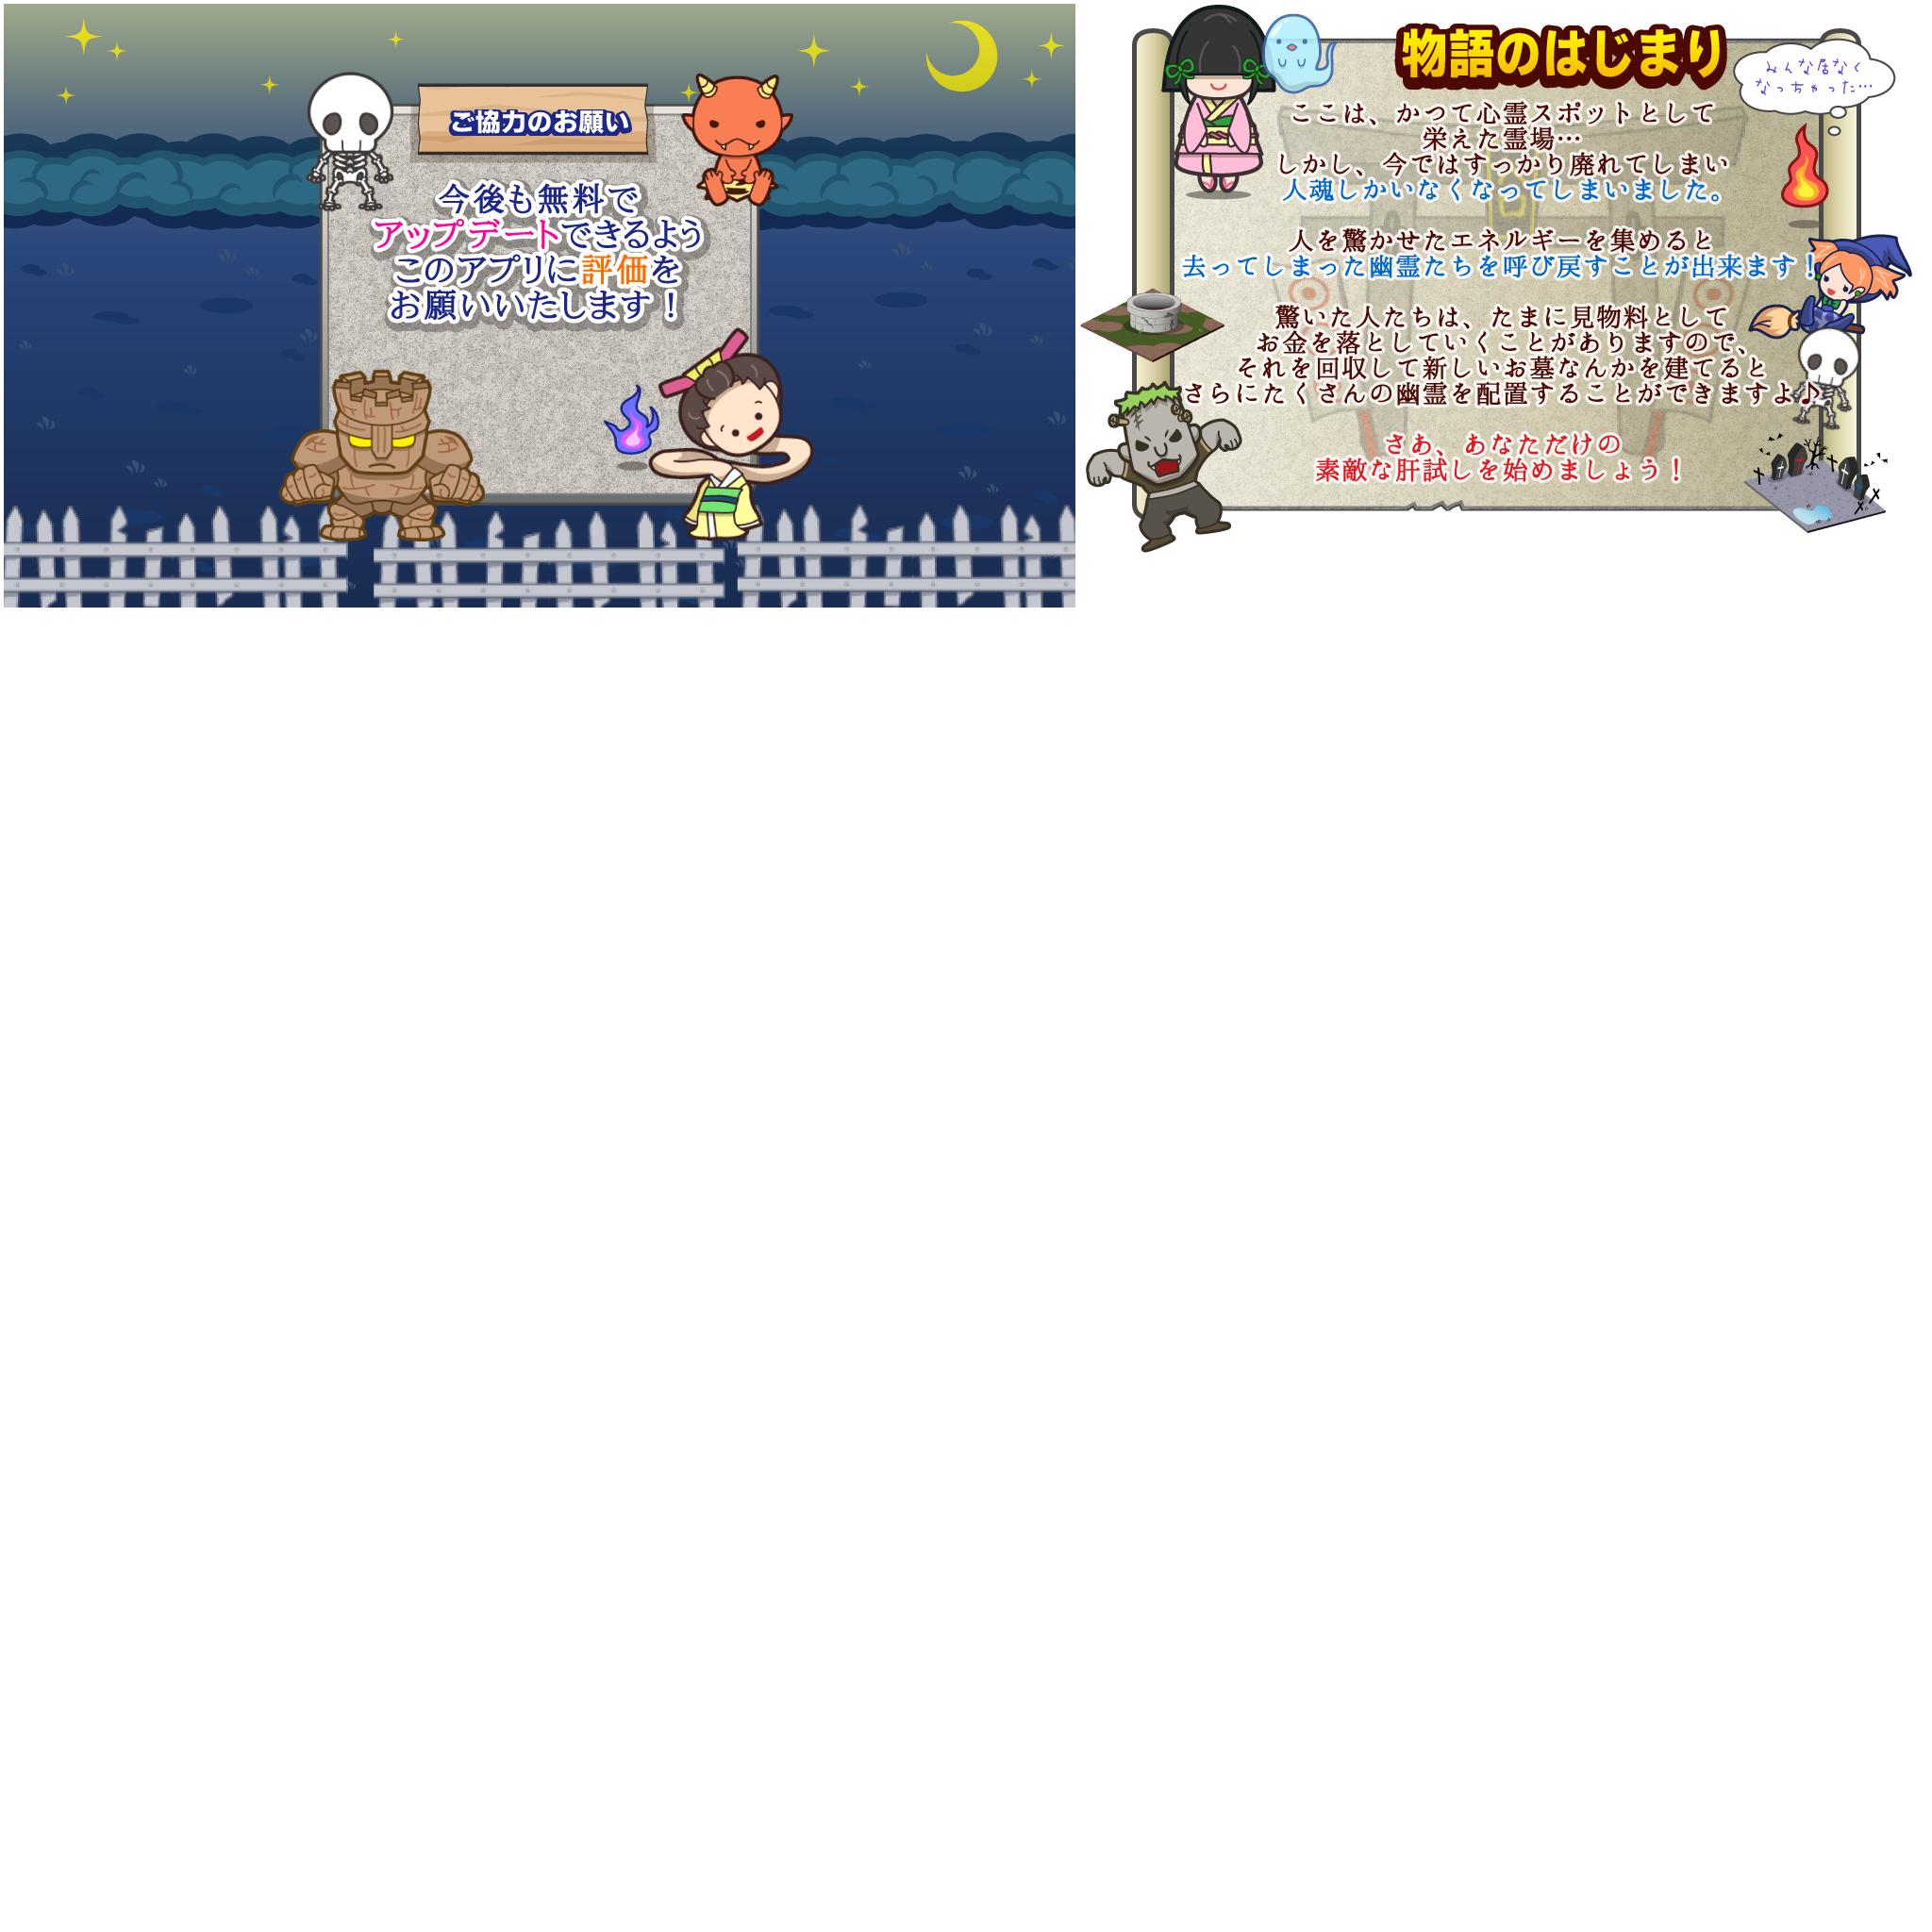 ご協力のお願い
今後も無料で
アップデートできるよう
このアプリに評価を
お願いいたします！
物語のはじまり
みんな居なく
なっちゃった…
ここは、かつて心霊スポットとして
栄えた霊場…
しかし、今ではすっかり廃れてしまい
人魂しかいなくなってしまいました。
人を驚かせたエネルギーを集めると
去ってしまった幽霊たちを呼び戻すことが出来ます！
驚いた人たちは、たまに見物料として
お金を落としていくことがありますので、
それを回収して新しいお墓なんかを建てると
さらにたくさんの幽霊を配置することができますよ♪
さあ、あなただけの
素敵な肝試しを始めましょう！